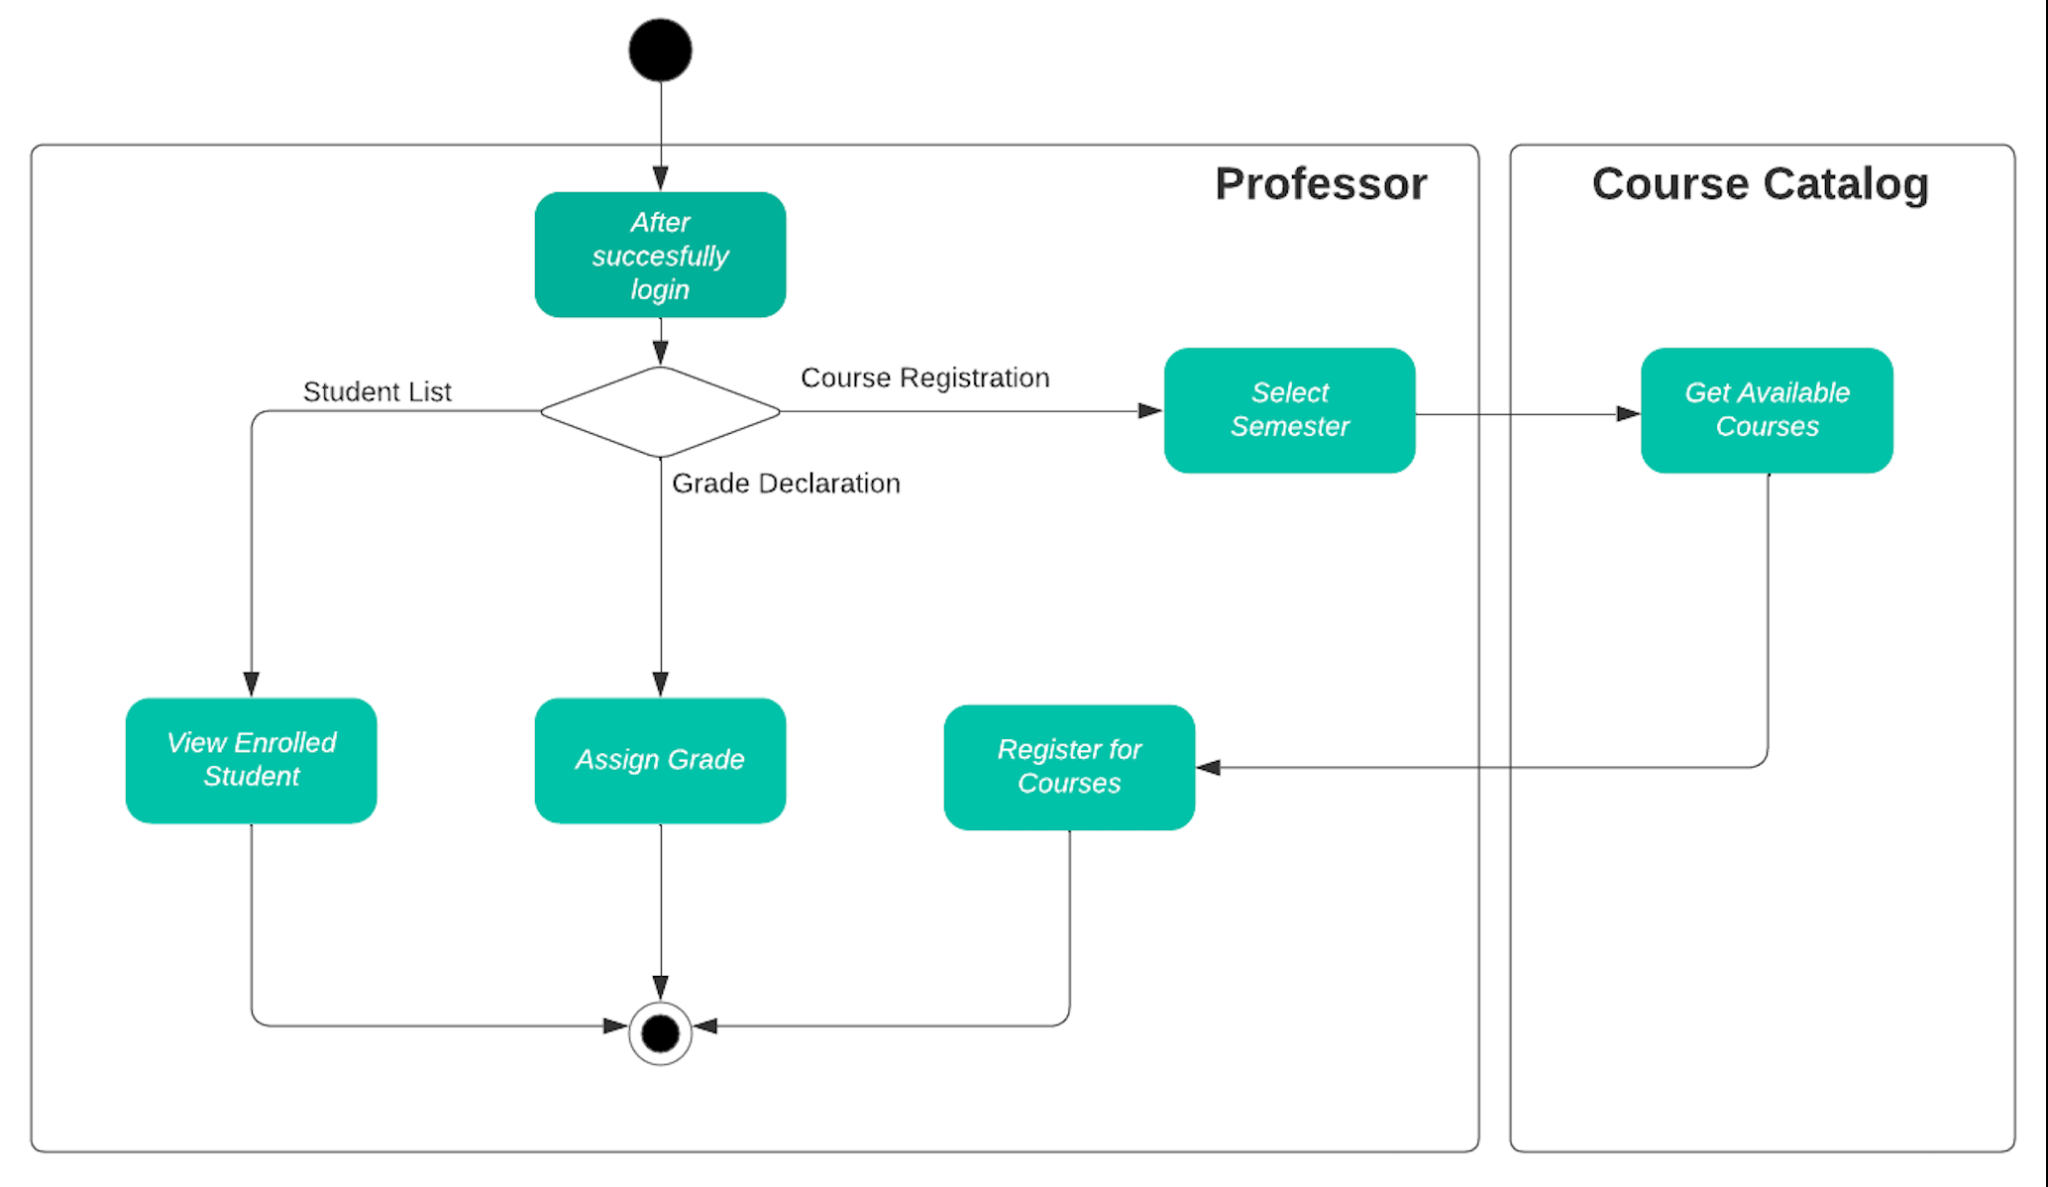 Professor
Course Catalog
After
succesfully
login
Student List
Course Registration
Select
Semester
Get Available
Courses
Grade Declaration
View Enrolled
Student
Assign Grade
Register for
Courses